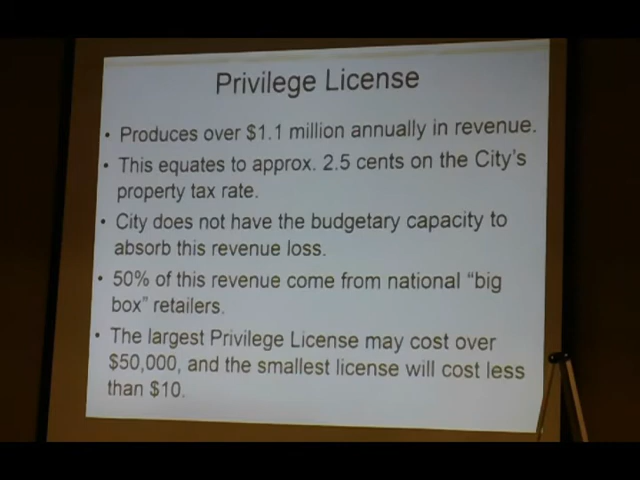 Privilege License
• Produces over $1.1 million annually in revenue.
• This equates to approx. 2.5 cents on the City's
property tax rate.
• City does not have the budgetary capacity to
absorb this revenue loss.
• 50% of this revenue come from national "big
box" retailers.
• The largest Privilege License may cost over
$50,000, and the smallest license will cost less
than $10.